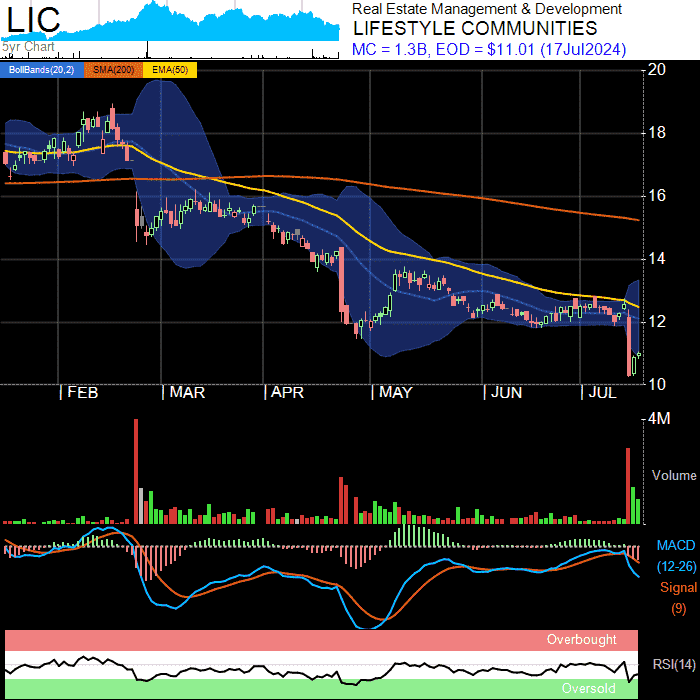 LIC
5yr Chart
Real Estate Management & Development
LIFESTYLE COMMUNITIES
MC = 1.3B, EOD = $11.01 (17Jul2024)
BollBands(20,2) SMA(200) EMA(50)
20
18
16
14
12
10
FEB MAR APR MAY JUN JUL
4M
Volume
MACD
(12-26)
Signal
(9)
Overbought
RSI(14)
Oversold